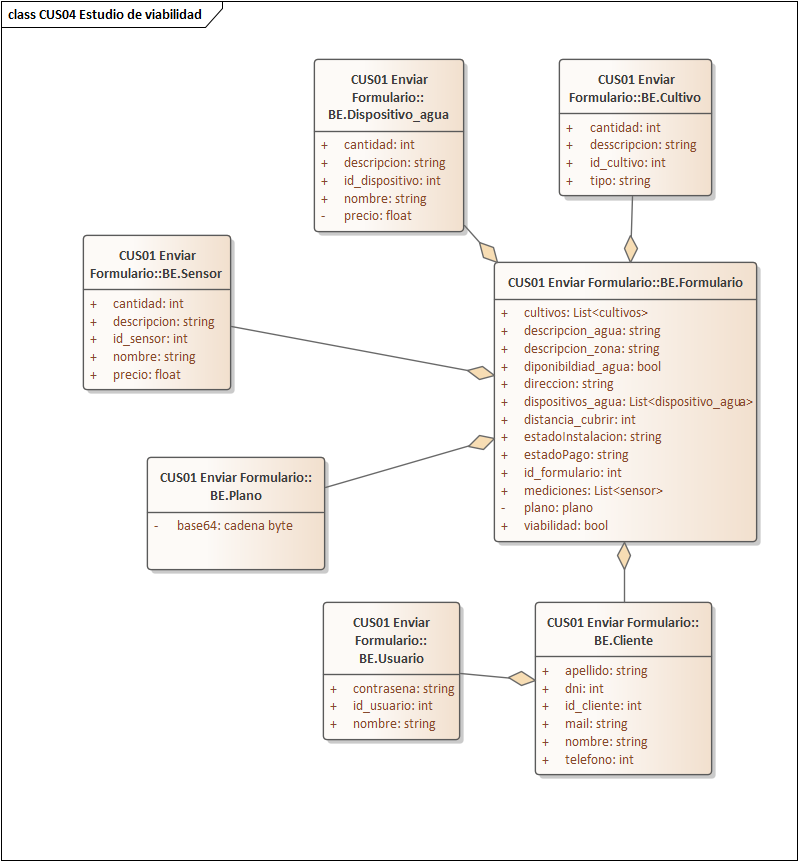 class CUS04 Estudio de viabilidad
CUS01 Enviar
Formulario::
BE.Dispositivo_agua
+ cantidad: int
+ descripcion: string
+ id_dispositivo: int
+ nombre: string
- precio: float
CUS01 Enviar
Formulario::BE.Cultivo
+ cantidad: int
+ desscripcion: string
+ id_cultivo: int
+ tipo: string
CUS01 Enviar
Formulario::BE.Sensor
+ cantidad: int
+ descripcion: string
+ id_sensor: int
+ nombre: string
+ precio: float
CUS01 Enviar Formulario::BE.Formulario
+ cultivos: List<cultivos>
+ descripcion_agua: string
+ descripcion_zona: string
+ diponibildiad_agua: bool
+ direccion: string
+ dispositivos_agua: List<dispositivo_agua>
+ distancia_cubrir: int
+ estadoInstalacion: string
+ estadoPago: string
+ id_formulario: int
+ mediciones: List<sensor>
- plano: plano
+ viabilidad: bool
CUS01 Enviar Formulario::
BE.Plano
- base64: cadena byte
CUS01 Enviar
Formulario::
BE.Usuario
+ contrasena: string
+ id_usuario: int
+ nombre: string
CUS01 Enviar Formulario::
BE.Cliente
+ apellido: string
+ dni: int
+ id_cliente: int
+ mail: string
+ nombre: string
+ telefono: int